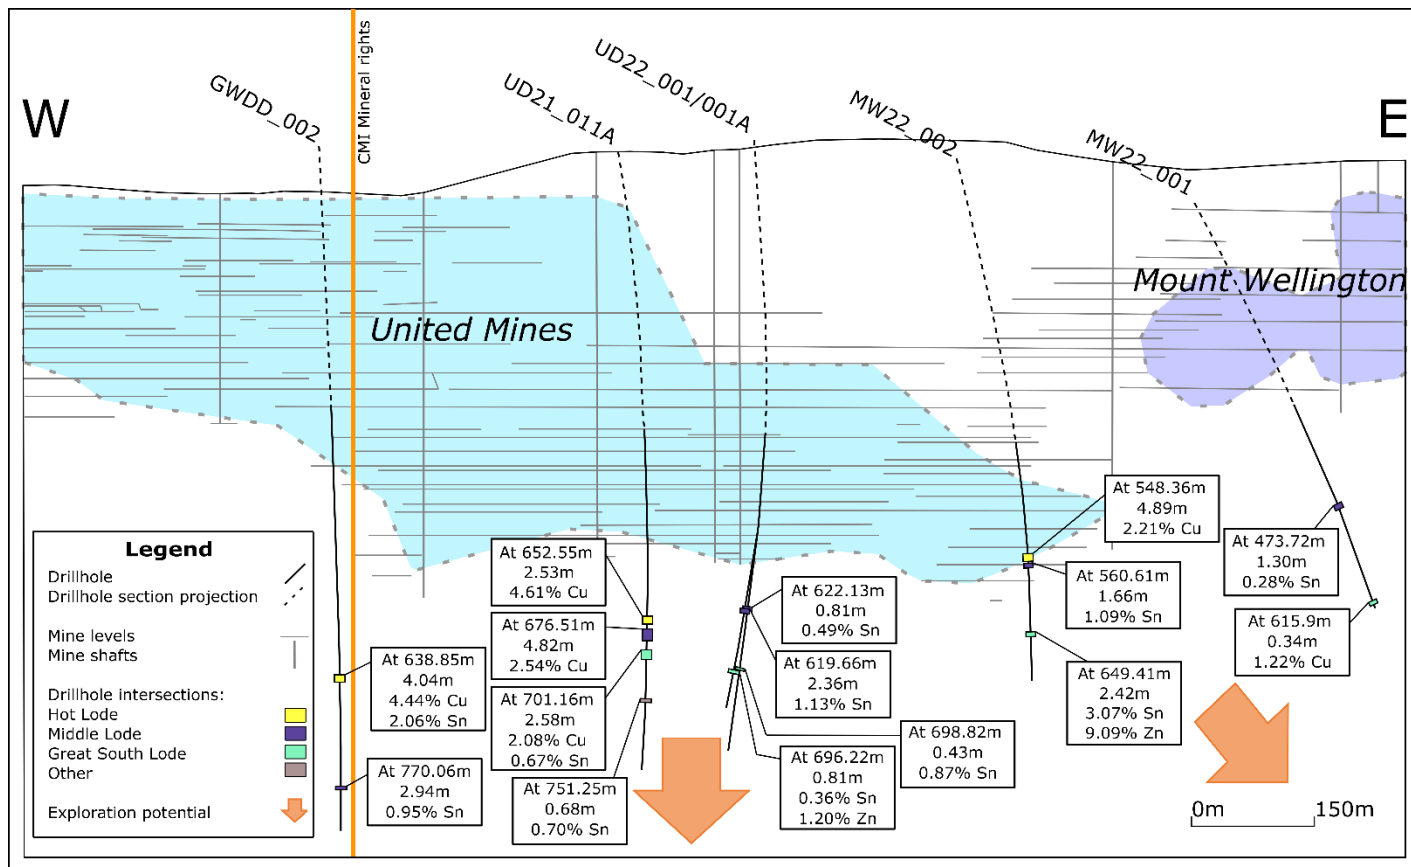 W
E
GWDD_002
CMI Mineral rights
UD21_011A
UD22_001/001A
MW22_002
MW22_001
United Mines
Mount Wellington
Legend
Drillhole
Drillhole section projection
Mine levels
Mine shafts
Drillhole intersections:
Hot Lode
Middle Lode
Great South Lode
Other
Exploration potential
At 638.85m
4.04m
4.44% Cu
2.06% Sn
At 770.06m
2.94m
0.95% Sn
At 652.55m
2.53m
4.61% Cu
At 676.51m
4.82m
2.54% Cu
At 701.16m
2.58m
2.08% Cu
0.67% Sn
At 751.25m
0.68m
0.70% Sn
At 622.13m
0.81m
0.49% Sn
At 619.66m
2.36m
1.13% Sn
At 698.82m
0.43m
0.87% Sn
At 696.22m
0.81m
0.36% Sn
1.20% Zn
At 548.36m
4.89m
2.21% Cu
At 560.61m
1.66m
1.09% Sn
At 649.41m
2.42m
3.07% Sn
9.09% Zn
At 473.72m
1.30m
0.28% Sn
At 615.9m
0.34m
1.22% Cu
0m 150m